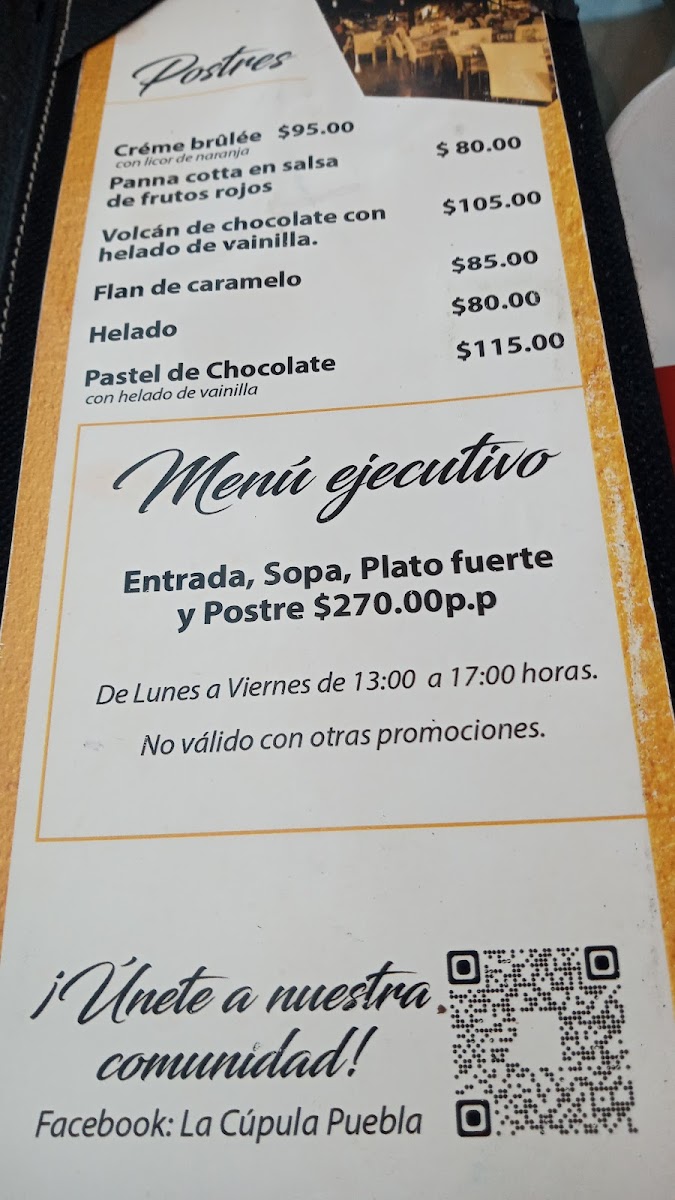 Postres
Créme brûlée $95.00
con licor de naranja
Panna cotta en salsa $ 80.00
de frutos rojos
Volcán de chocolate con $105.00
helado de vainilla.
Flan de caramelo $85.00
Helado $80.00
Pastel de Chocolate $115.00
con helado de vainilla
Menú ejecutivo
Entrada, Sopa, Plato fuerte
y Postre $270.00p.p
De Lunes a Viernes de 13:00 a 17:00 horas.
No válido con otras promociones.
¡Únete a nuestra
comunidad!
Facebook: La Cúpula Puebla